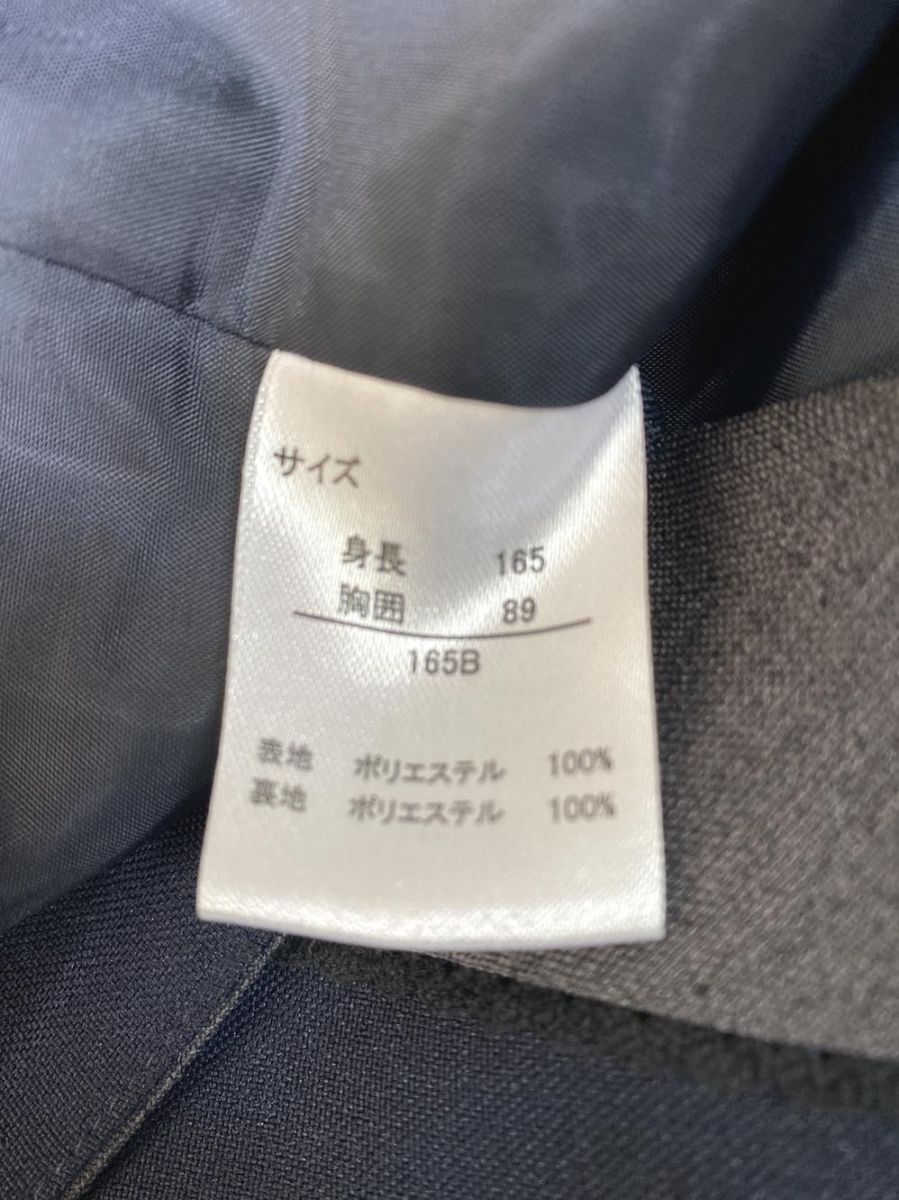 サイズ
身長 165
胸囲 89
165B
表地 ポリエステル 100%
裏地 ポリエステル 100%